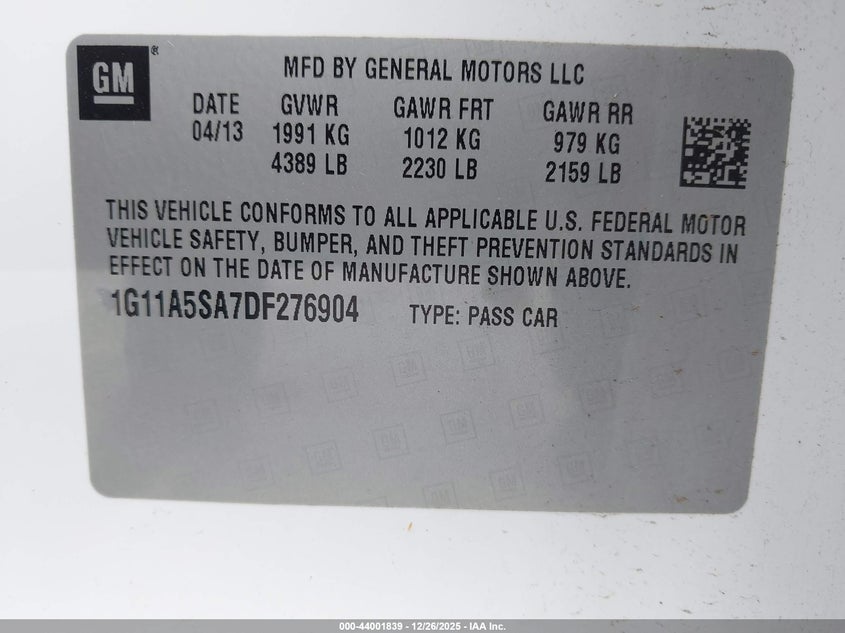 GM ®
MFD BY GENERAL MOTORS LLC
DATE GVWR GAWR FRT GAWR RR
04/13 1991 KG 1012 KG 979 KG
4389 LB 2230 LB 2159 LB
THIS VEHICLE CONFORMS TO ALL APPLICABLE U.S. FEDERAL MOTOR
VEHICLE SAFETY, BUMPER, AND THEFT PREVENTION STANDARDS IN
EFFECT ON THE DATE OF MANUFACTURE SHOWN ABOVE.
1G11A5SA7DF276904 TYPE: PASS CAR
000-44001839 - 12/26/2025 - IAA Inc.